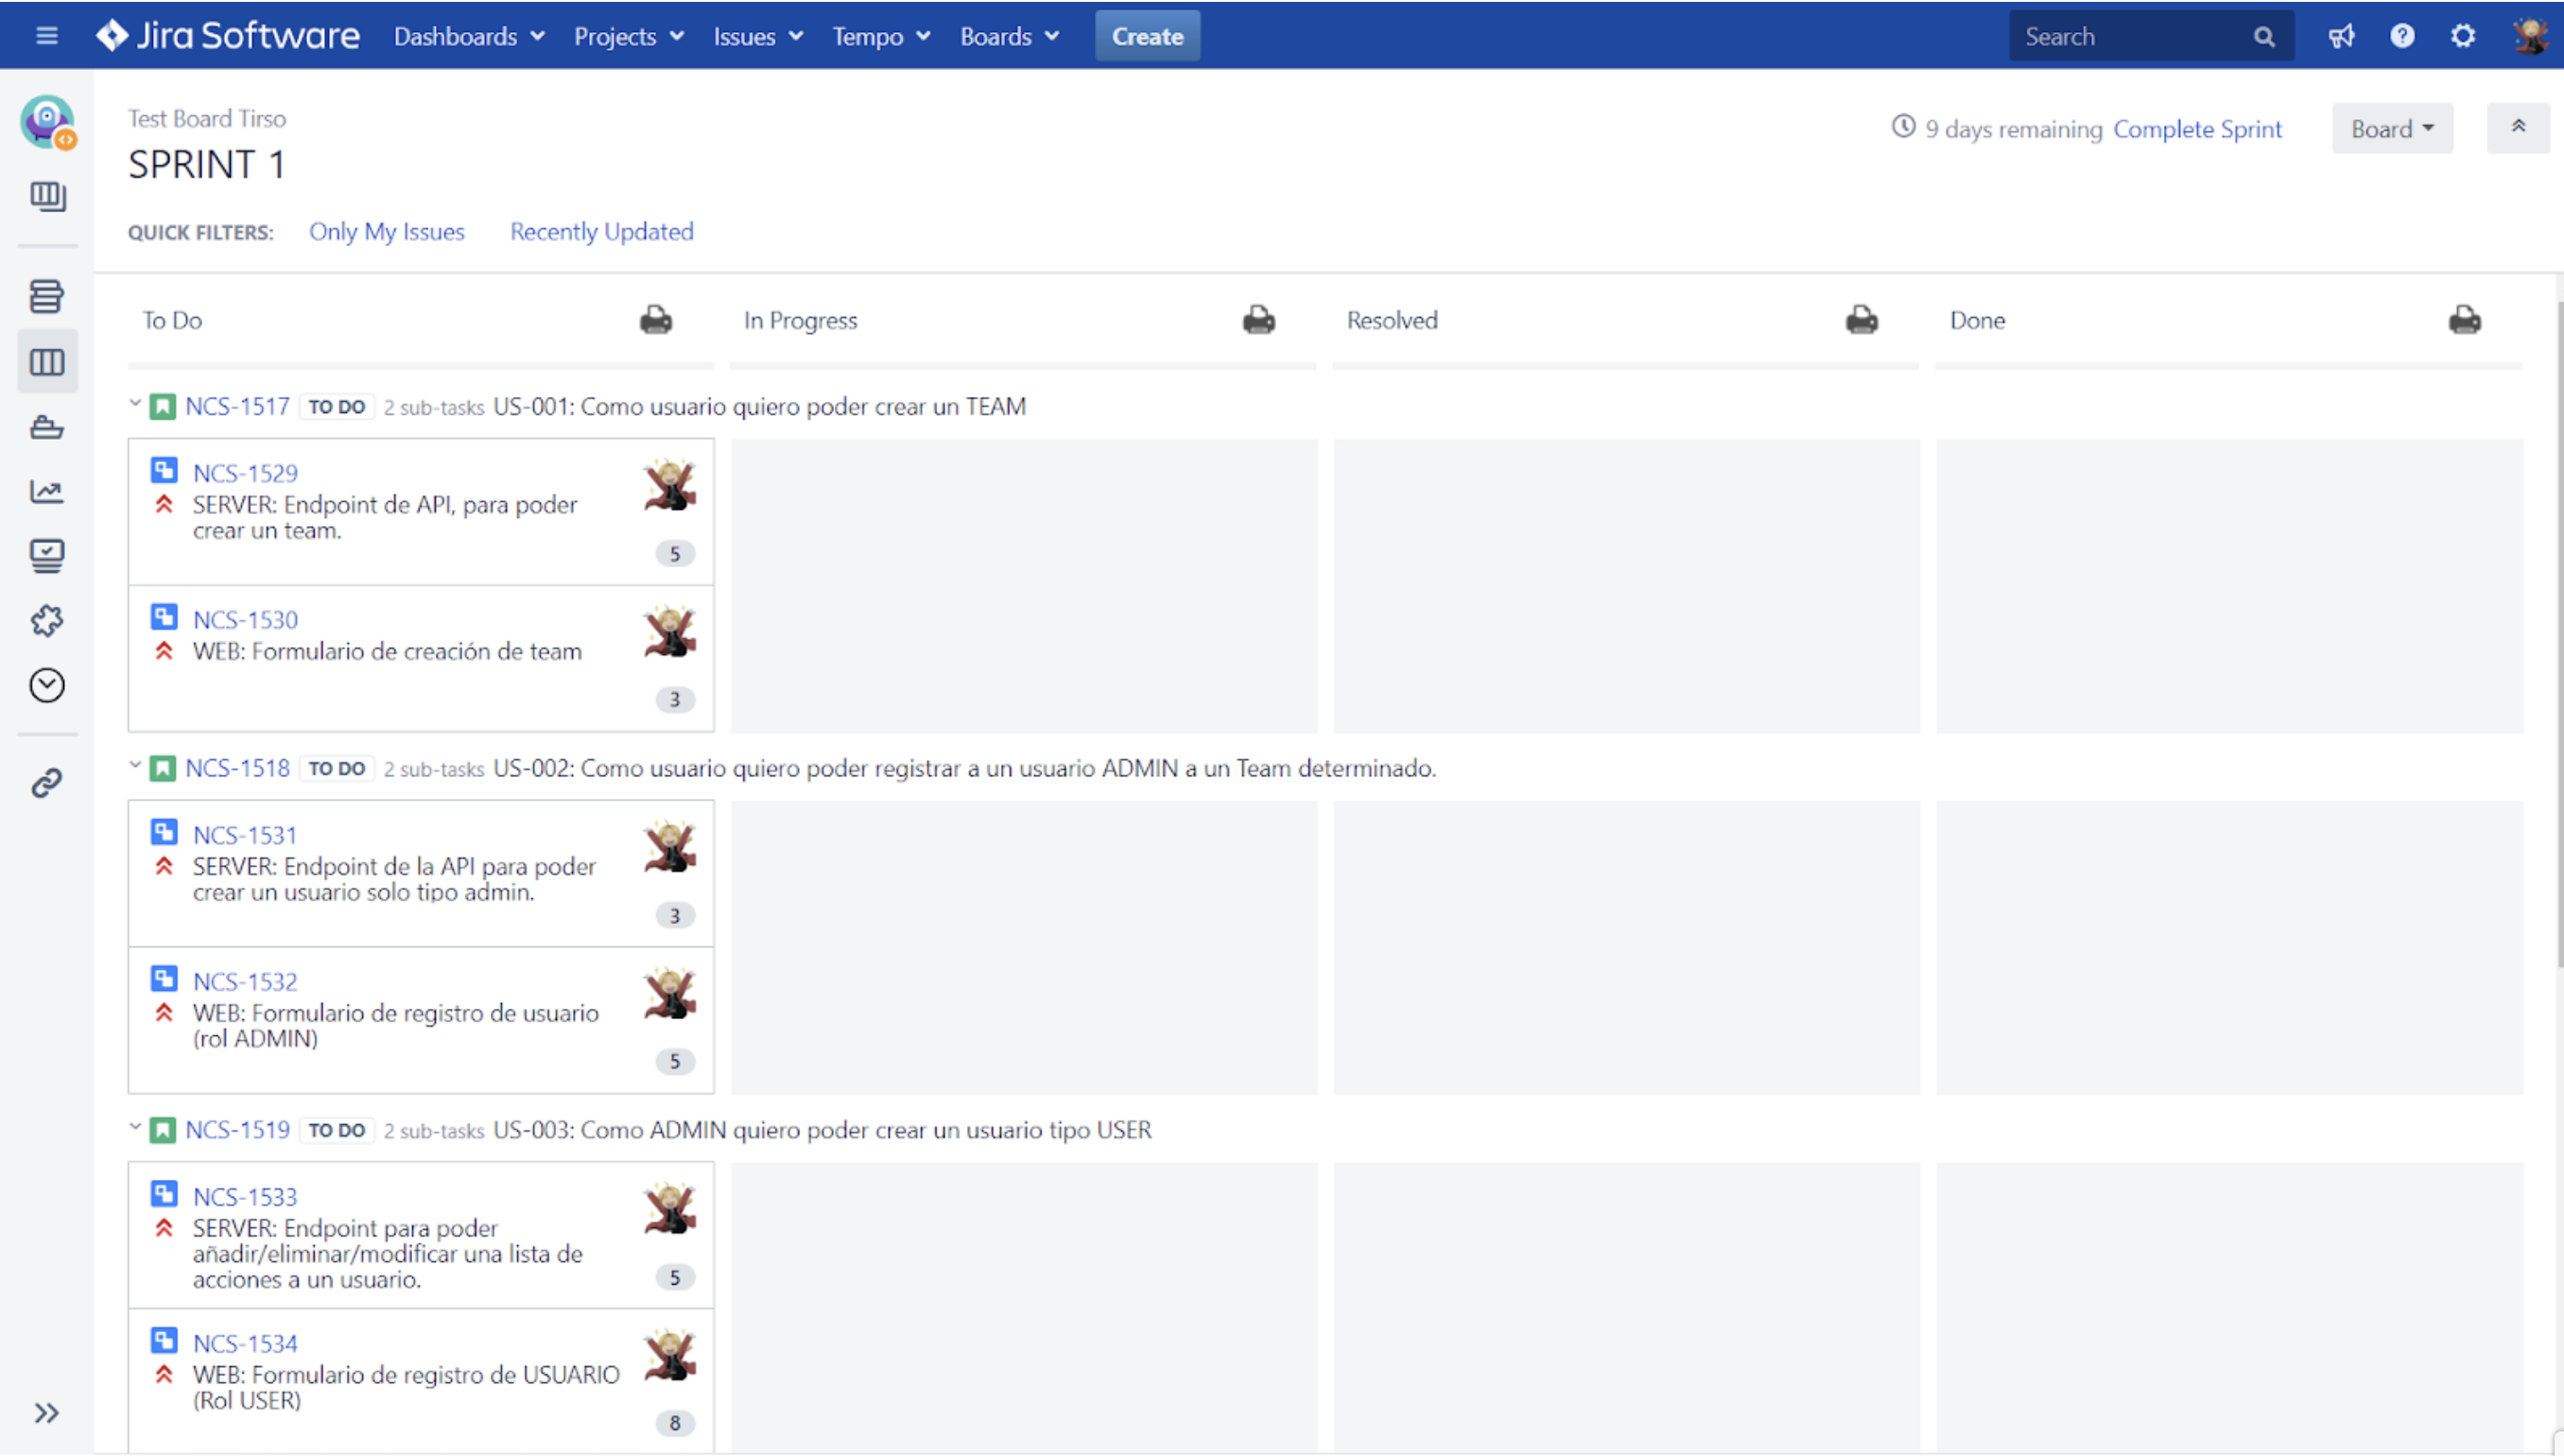 Jira Software Dashboards Projects Issues Tempo Boards Create Search
Test Board Tirso
SPRINT 1
9 days remaining Complete Sprint Board
QUICK FILTERS: Only My Issues Recently Updated
To Do In Progress Resolved Done
NCS-1517 TO DO 2 sub-tasks US-001: Como usuario quiero poder crear un TEAM
NCS-1529
SERVER: Endpoint de API, para poder
crear un team.
5
NCS-1530
WEB: Formulario de creación de team
3
NCS-1518 TO DO 2 sub-tasks US-002: Como usuario quiero poder registrar a un usuario ADMIN a un Team determinado.
NCS-1531
SERVER: Endpoint de la API para poder
crear un usuario solo tipo admin.
3
NCS-1532
WEB: Formulario de registro de usuario
(rol ADMIN)
5
NCS-1519 TO DO 2 sub-tasks US-003: Como ADMIN quiero poder crear un usuario tipo USER
NCS-1533
SERVER: Endpoint para poder
añadir/eliminar/modificar una lista de
acciones a un usuario.
5
NCS-1534
WEB: Formulario de registro de USUARIO
(Rol USER)
8